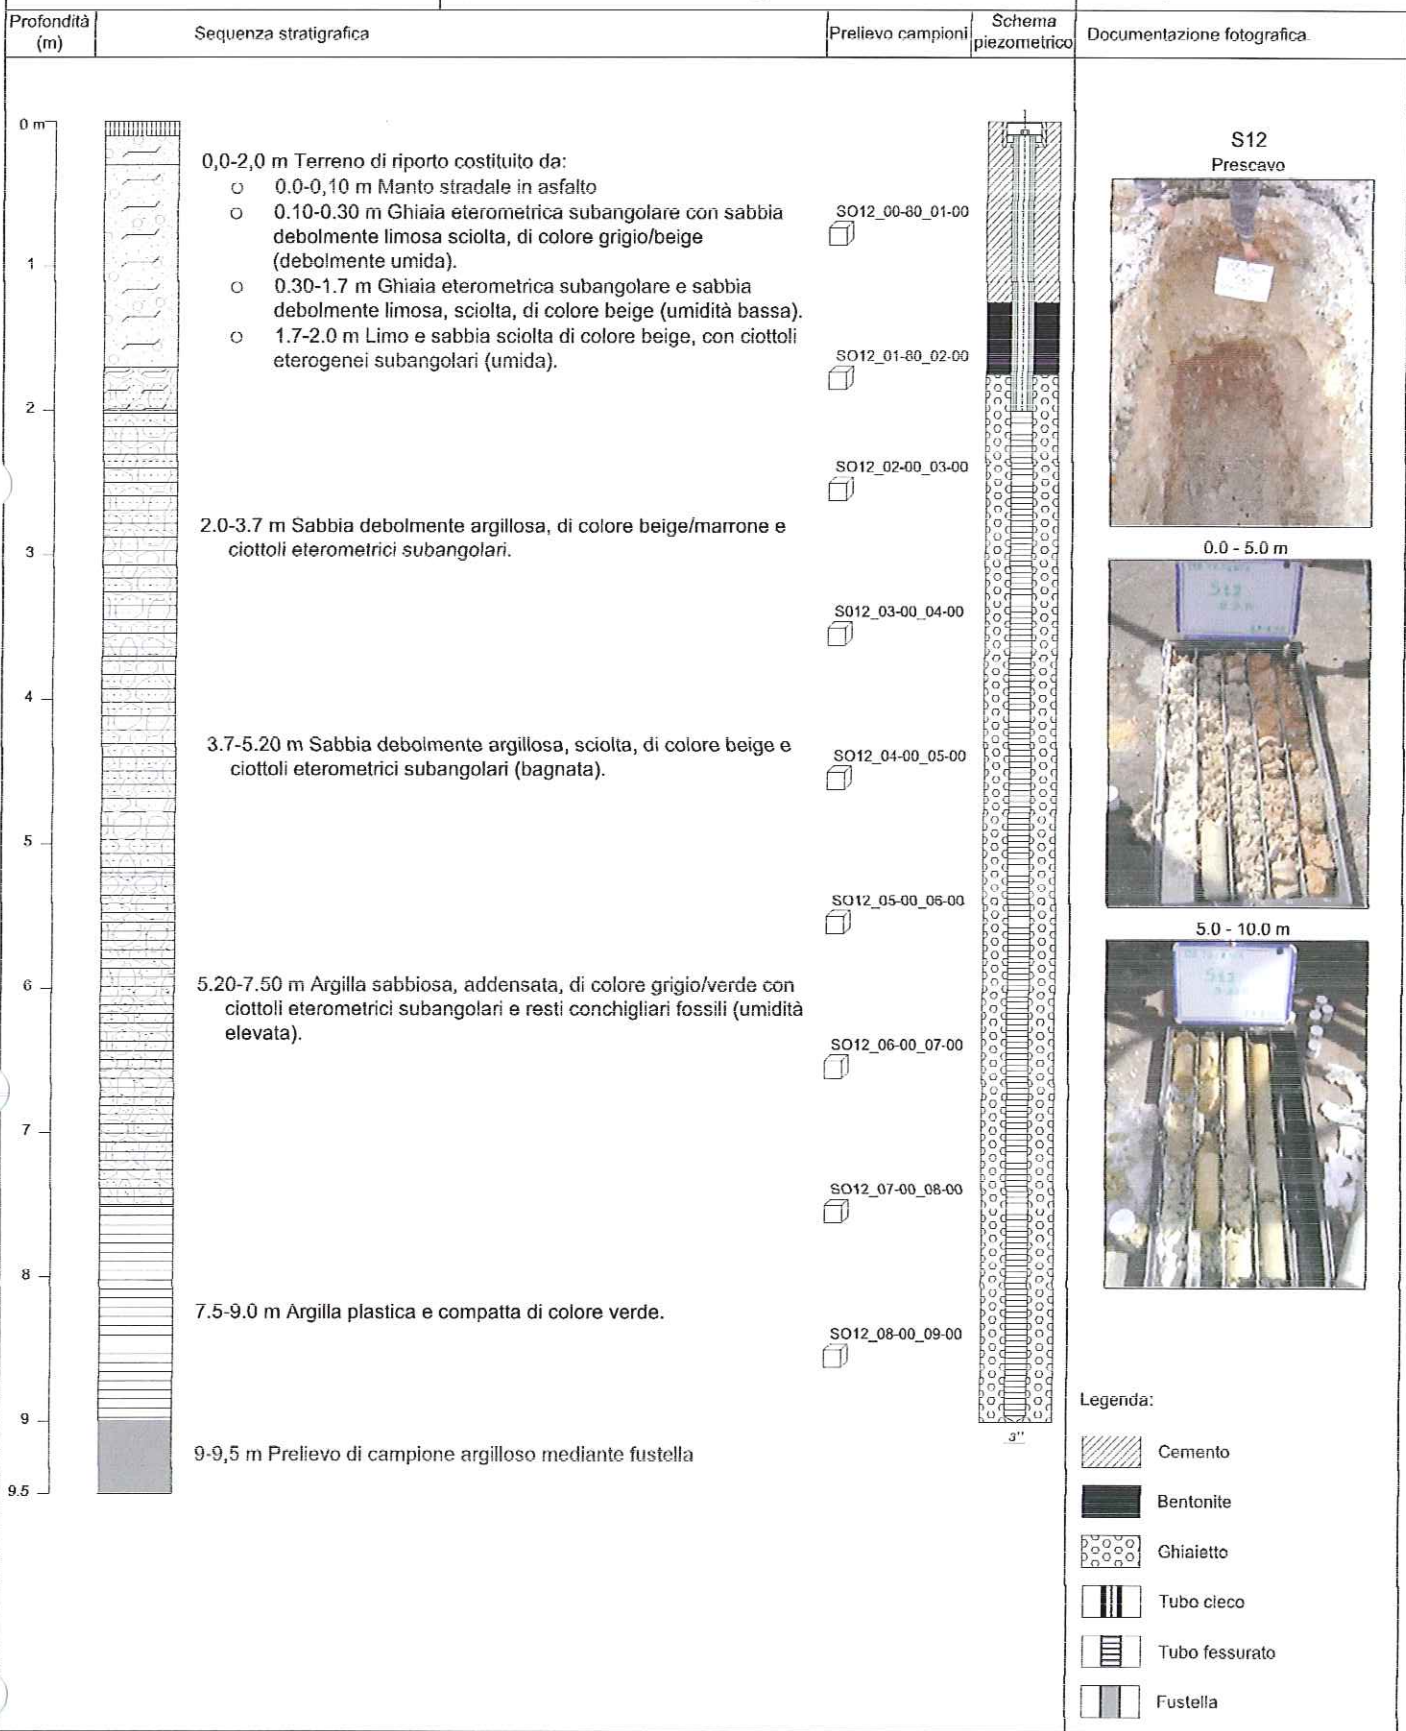 Profondità
(m)
Sequenza stratigrafica
Prelievo campioni
Schema
piezometrico
Documentazione fotografica.
0 m
1
2
3
4
5
6
7
8
9
9.5
0,0-2,0 m Terreno di riporto costituito da:
○ 0.0-0,10 m Manto stradale in asfalto
○ 0.10-0.30 m Ghiaia eterometrica subangolare con sabbia
debolmente limosa sciolta, di colore grigio/beige
(debolmente umida).
○ 0.30-1.7 m Ghiaia eterometrica subangolare e sabbia
debolmente limosa, sciolta, di colore beige (umidità bassa).
○ 1.7-2.0 m Limo e sabbia sciolta di colore beige, con ciottoli
eterogenei subangolari (umida).
2.0-3.7 m Sabbia debolmente argillosa, di colore beige/marrone e
ciottoli eterometrici subangolari.
3.7-5.20 m Sabbia debolmente argillosa, sciolta, di colore beige e
ciottoli eterometrici subangolari (bagnata).
5.20-7.50 m Argilla sabbiosa, addensata, di colore grigio/verde con
ciottoli eterometrici subangolari e resti conchigliari fossili (umidità
elevata).
7.5-9.0 m Argilla plastica e compatta di colore verde.
9-9,5 m Prelievo di campione argilloso mediante fustella
SO12_00-80_01-00
SO12_01-80_02-00
SO12_02-00_03-00
S012_03-00_04-00
SO12_04-00_05-00
SO12_05-00_06-00
SO12_06-00_07-00
SO12_07-00_08-00
SO12_08-00_09-00
3''
S12
Prescavo
0.0 - 5.0 m
S12
5.0 - 10.0 m
S12
Legenda:
Cemento
Bentonite
Ghiaietto
Tubo cieco
Tubo fessurato
Fustella